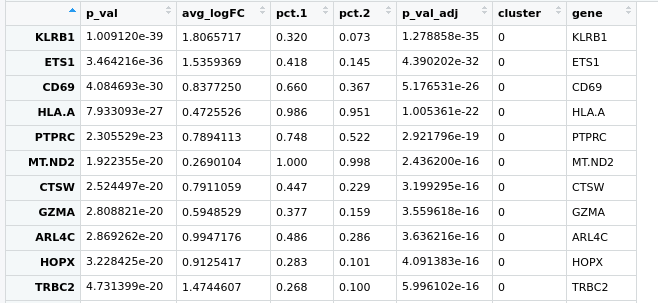 p_val avg_logFC pct.1 pct.2 p_val_adj cluster gene
KLRB1 1.009120e-39 1.8065717 0.320 0.073 1.278858e-35 0 KLRB1
ETS1 3.464216e-36 1.5359369 0.418 0.145 4.390202e-32 0 ETS1
CD69 4.084693e-30 0.8377250 0.660 0.367 5.176531e-26 0 CD69
HLA.A 7.933093e-27 0.4725526 0.986 0.951 1.005361e-22 0 HLA.A
PTPRC 2.305529e-23 0.7894113 0.748 0.522 2.921796e-19 0 PTPRC
MT.ND2 1.922355e-20 0.2690104 1.000 0.998 2.436200e-16 0 MT.ND2
CTSW 2.524497e-20 0.7911059 0.447 0.229 3.199295e-16 0 CTSW
GZMA 2.808821e-20 0.5948529 0.377 0.159 3.559618e-16 0 GZMA
ARL4C 2.869262e-20 0.9947176 0.486 0.286 3.636216e-16 0 ARL4C
HOPX 3.228425e-20 0.9125417 0.283 0.101 4.091383e-16 0 HOPX
TRBC2 4.731399e-20 1.4744607 0.268 0.100 5.996102e-16 0 TRBC2